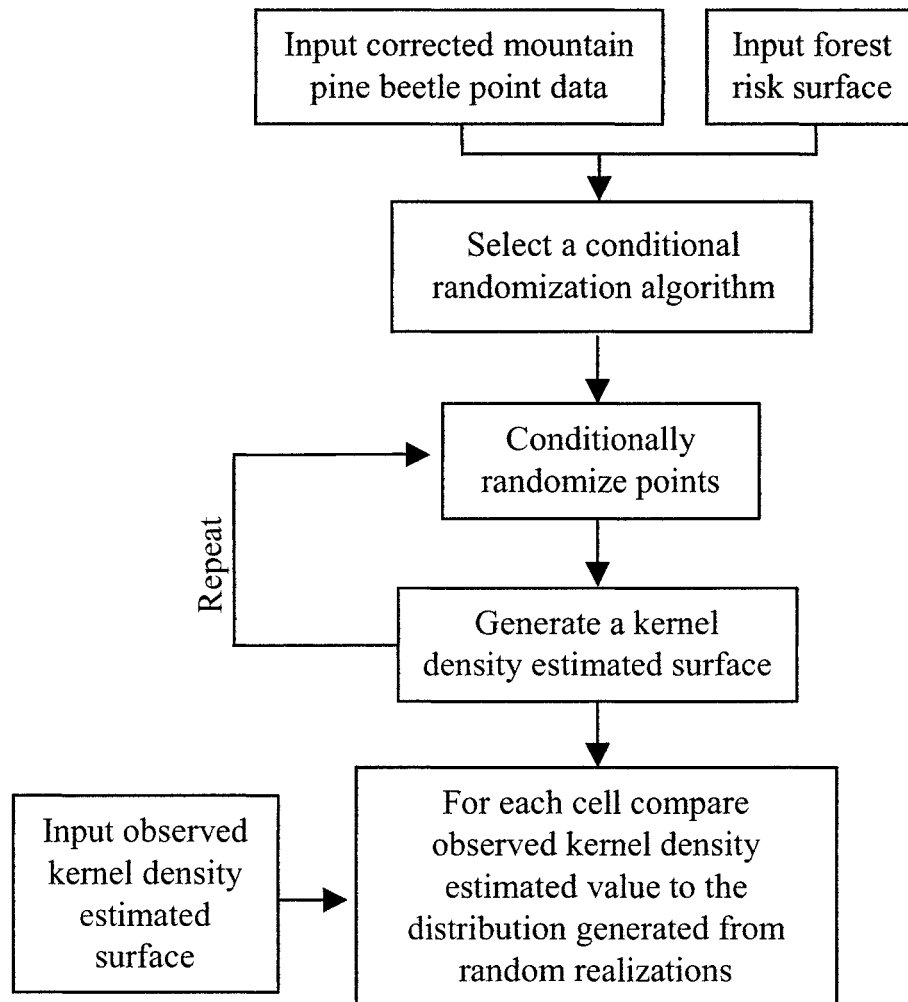 Input corrected mountain
pine beetle point data
Input forest
risk surface
Select a conditional
randomization algorithm
Conditionally
randomize points
Repeat
Generate a kernel
density estimated surface
Input observed
kernel density
estimated
surface
For each cell compare
observed kernel density
estimated value to the
distribution generated from
random realizations